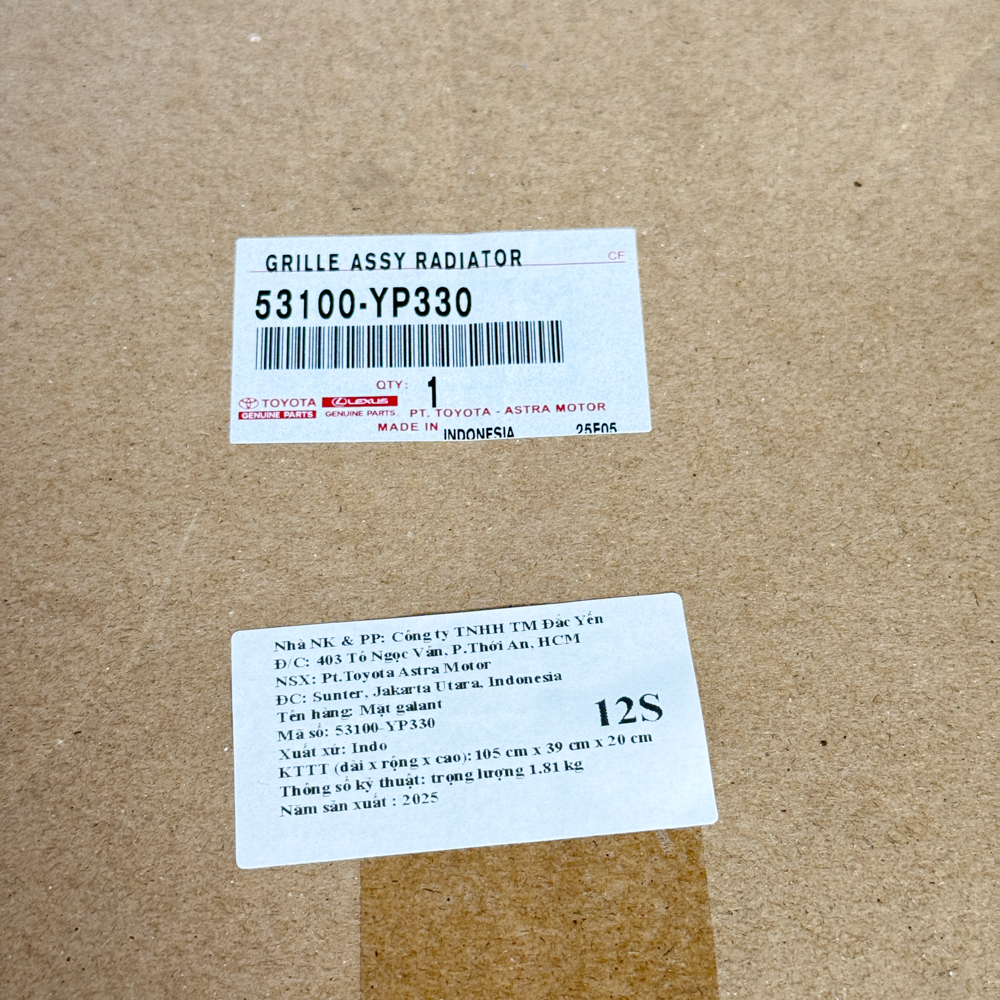 GRILLE ASSY RADIATOR CF
53100-YP330
QTY: 1
TOYOTA LEXUS
GENUINE PARTS GENUINE PARTS PT. TOYOTA - ASTRA MOTOR
MADE IN INDONESIA 25F05
Nhà NK & PP: Công ty TNHH TM Đắc Yến
Đ/C: 403 Tô Ngọc Vân, P.Thới An, HCM
NSX: Pt.Toyota Astra Motor
ĐC: Sunter, Jakarta Utara, Indonesia
Tên hàng: Mặt galant
Mã số: 53100-YP330 12S
Xuất xứ: Indo
KTTT (dài x rộng x cao): 105 cm x 39 cm x 20 cm
Thông số kỹ thuật: trọng lượng 1.81 kg
Năm sản xuất : 2025